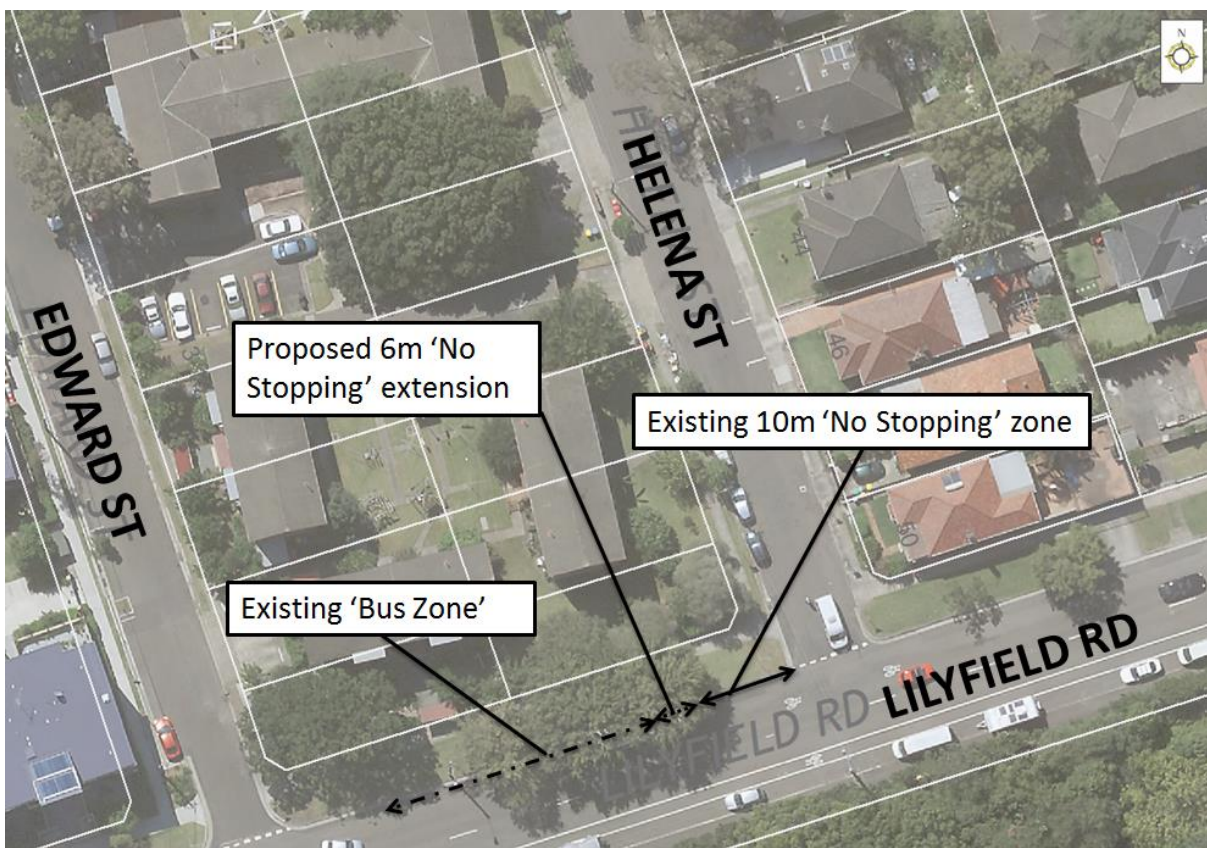 N
HELENA ST
EDWARD ST
Proposed 6m ‘No
Stopping’ extension
Existing 10m ‘No Stopping’ zone
46
Existing ‘Bus Zone’
LILYFIELD RD LILYFIELD RD